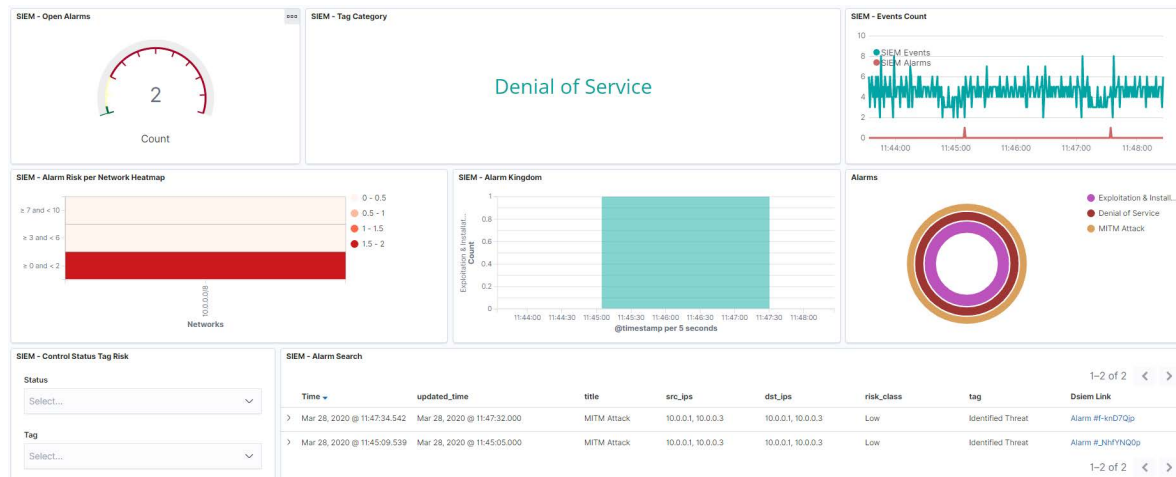 SIEM - Open Alarms
2
Count
SIEM - Tag Category
Denial of Service
SIEM - Events Count
10
8
6
4
2
0
SIEM Events
SIEM Alarms
11:44:00 11:45:00 11:46:00 11:47:00 11:48:00
SIEM - Alarm Risk per Network Heatmap
≥ 7 and < 10
≥ 3 and < 6
≥ 0 and < 2
10.0.0.0/8
Networks
0 - 0.5
0.5 - 1
1 - 1.5
1.5 - 2
SIEM - Alarm Kingdom
Exploitation & Installat...
Count
1
0.8
0.6
0.4
0.2
0
11:44:00 11:44:30 11:45:00 11:45:30 11:46:00 11:46:30 11:47:00 11:47:30 11:48:00
@timestamp per 5 seconds
Alarms
Exploitation & Install...
Denial of Service
MITM Attack
SIEM - Control Status Tag Risk
Status
Select...
Tag
Select...
SIEM - Alarm Search
1–2 of 2
Time updated_time title src_ips dst_ips risk_class tag Dsiem Link
Mar 28, 2020 @ 11:47:34.542 Mar 28, 2020 @ 11:47:32.000 MITM Attack 10.0.0.1, 10.0.0.3 10.0.0.1, 10.0.0.3 Low Identified Threat Alarm #f-knD7Qjp
Mar 28, 2020 @ 11:45:09.539 Mar 28, 2020 @ 11:45:05.000 MITM Attack 10.0.0.1, 10.0.0.3 10.0.0.1, 10.0.0.3 Low Identified Threat Alarm #_NhfYNQ0p
1–2 of 2